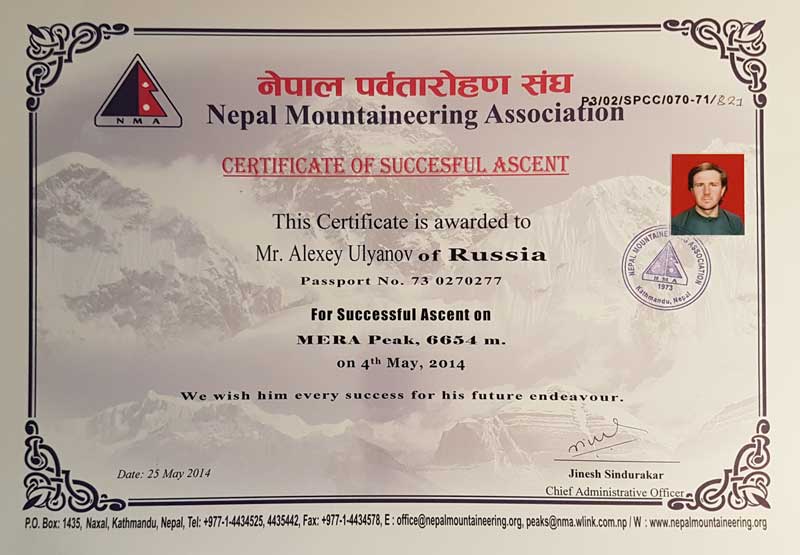 नेपाल पर्वतारोहण संघ
P3/02/SPCC/070-71/821
Nepal Mountaineering Association
NMA
CERTIFICATE OF SUCCESFUL ASCENT
This Certificate is awarded to
Mr. Alexey Ulyanov of Russia
Passport No. 73 0270277
For Successful Ascent on
MERA Peak, 6654 m.
on 4th May, 2014
We wish him every success for his future endeavour.
NEPAL MOUNTAINEERING ASSOCIATION
NMA
1973
Kathmandu, Nepal
Jinesh Sindurakar
Date: 25 May 2014
Chief Administrative Officer
P.O. Box: 1435, Naxal, Kathmandu, Nepal, Tel: +977-1-4434525, 4435442, Fax: +977-1-4434578, E : office@nepalmountaineering.org, peaks@nma.wlink.com.np / W : www.nepalmountaineering.org